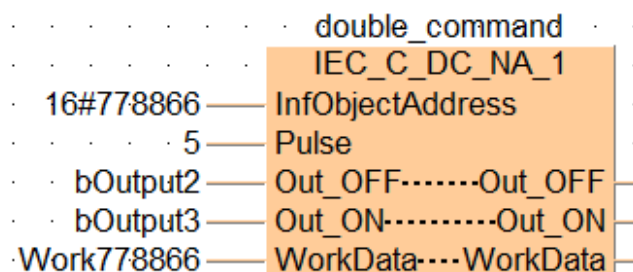 double_command
IEC_C_DC_NA_1
16#778866 InfObjectAddress
5 Pulse
bOutput2 Out_OFF Out_OFF
bOutput3 Out_ON Out_ON
Work778866 WorkData WorkData